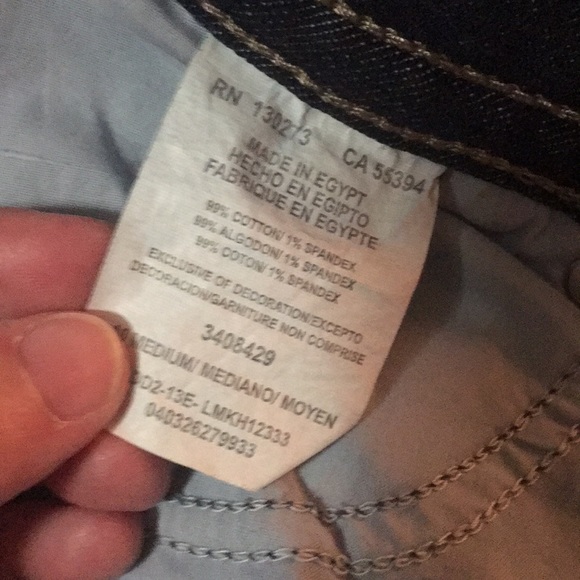 RN 130273 CA 55394
MADE IN EGYPT
HECHO EN EGIPTO
FABRIQUE EN EGYPTE
99% COTTON/ 1% SPANDEX
99% ALGODON/ 1% SPANDEX
99% COTON/ 1% SPANDEX
EXCLUSIVE OF DECORATION/EXCEPTO
DECORACION/GARNITURE NON COMPRISE
3408429
MEDIUM/ MEDIANO/ MOYEN
LMKH12333
040326279933